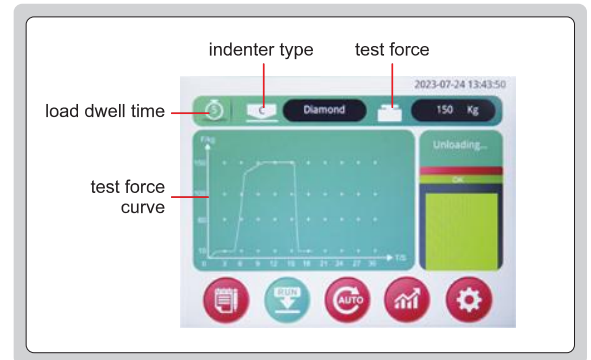 indenter type
test force
2023-07-24 13:43:50
load dwell time
5
C
Diamond
150 Kg
F/kg
Unloading...
150
OK
test force
curve
100
60
10
T/S
0 3 6 9 12 15 18 21 24 27 30
RUN
AUTO